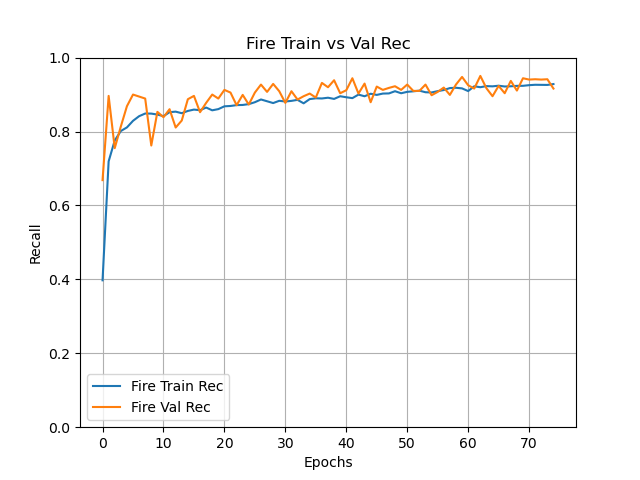 Fire Train vs Val Rec
1.0
0.8
0.6
0.4
0.2
0.0
Recall
Fire Train Rec
Fire Val Rec
0 10 20 30 40 50 60 70
Epochs